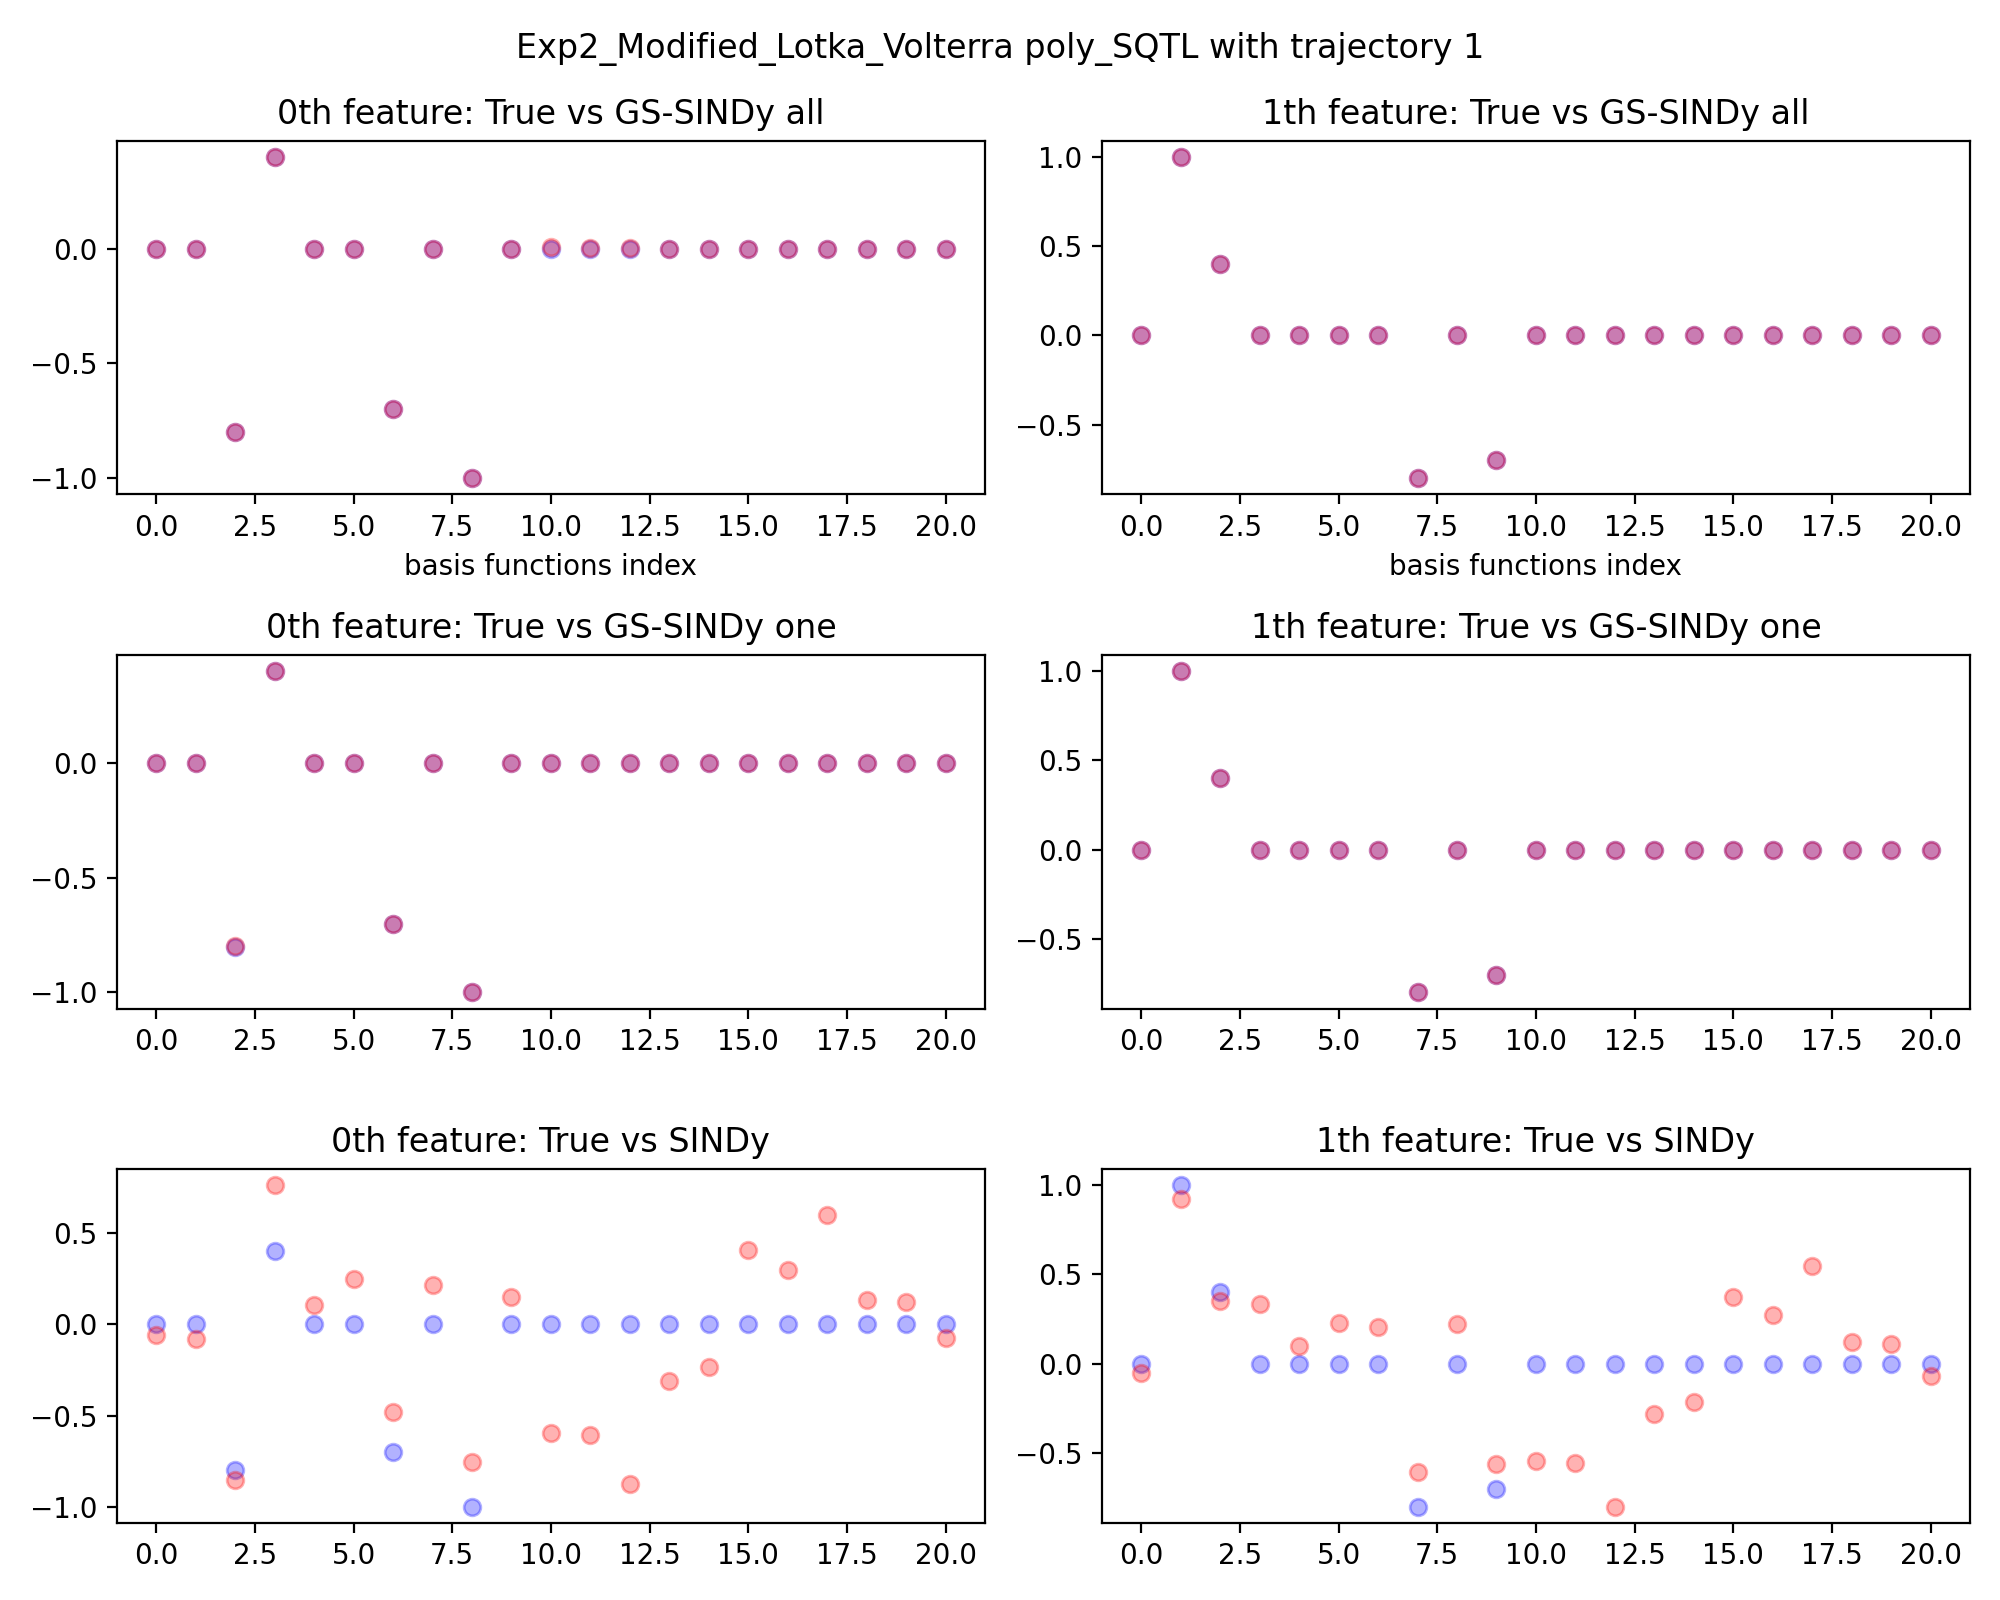 Exp2_Modified_Lotka_Volterra poly_SQTL with trajectory 1
0th feature: True vs GS-SINDy all
1th feature: True vs GS-SINDy all
0.0
−0.5
−1.0
0.0 2.5 5.0 7.5 10.0 12.5 15.0 17.5 20.0
basis functions index
1.0
0.5
0.0
−0.5
0.0 2.5 5.0 7.5 10.0 12.5 15.0 17.5 20.0
basis functions index
0th feature: True vs GS-SINDy one
1th feature: True vs GS-SINDy one
0.0
−0.5
−1.0
0.0 2.5 5.0 7.5 10.0 12.5 15.0 17.5 20.0
1.0
0.5
0.0
−0.5
0.0 2.5 5.0 7.5 10.0 12.5 15.0 17.5 20.0
0th feature: True vs SINDy
1th feature: True vs SINDy
0.5
0.0
−0.5
−1.0
0.0 2.5 5.0 7.5 10.0 12.5 15.0 17.5 20.0
1.0
0.5
0.0
−0.5
0.0 2.5 5.0 7.5 10.0 12.5 15.0 17.5 20.0